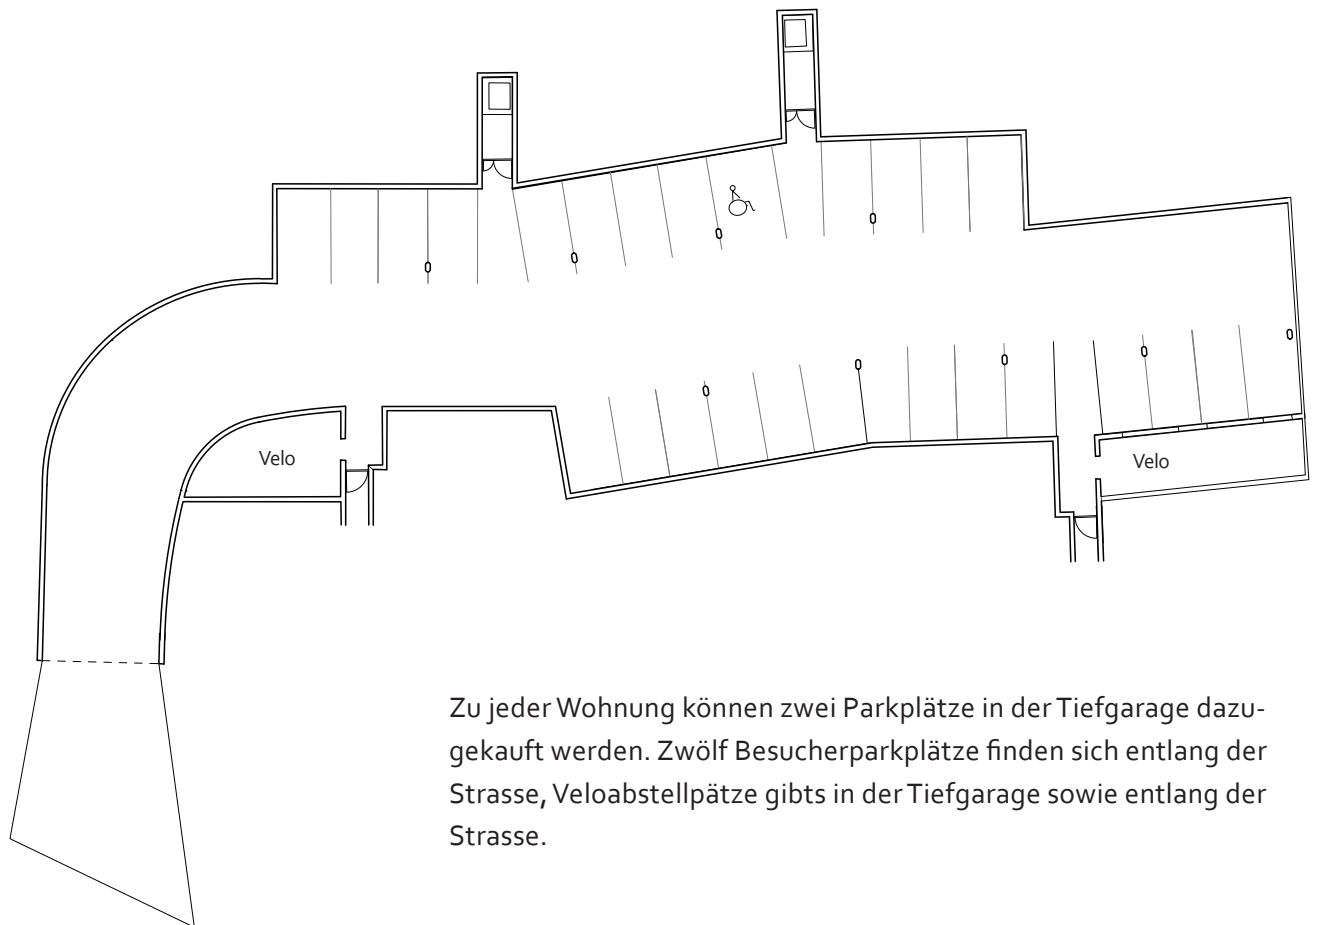 Velo
Velo
Zu jeder Wohnung können zwei Parkplätze in der Tiefgarage dazu-
gekauft werden. Zwölf Besucherparkplätze finden sich entlang der
Strasse, Veloabstellpätze gibts in der Tiefgarage sowie entlang der
Strasse.